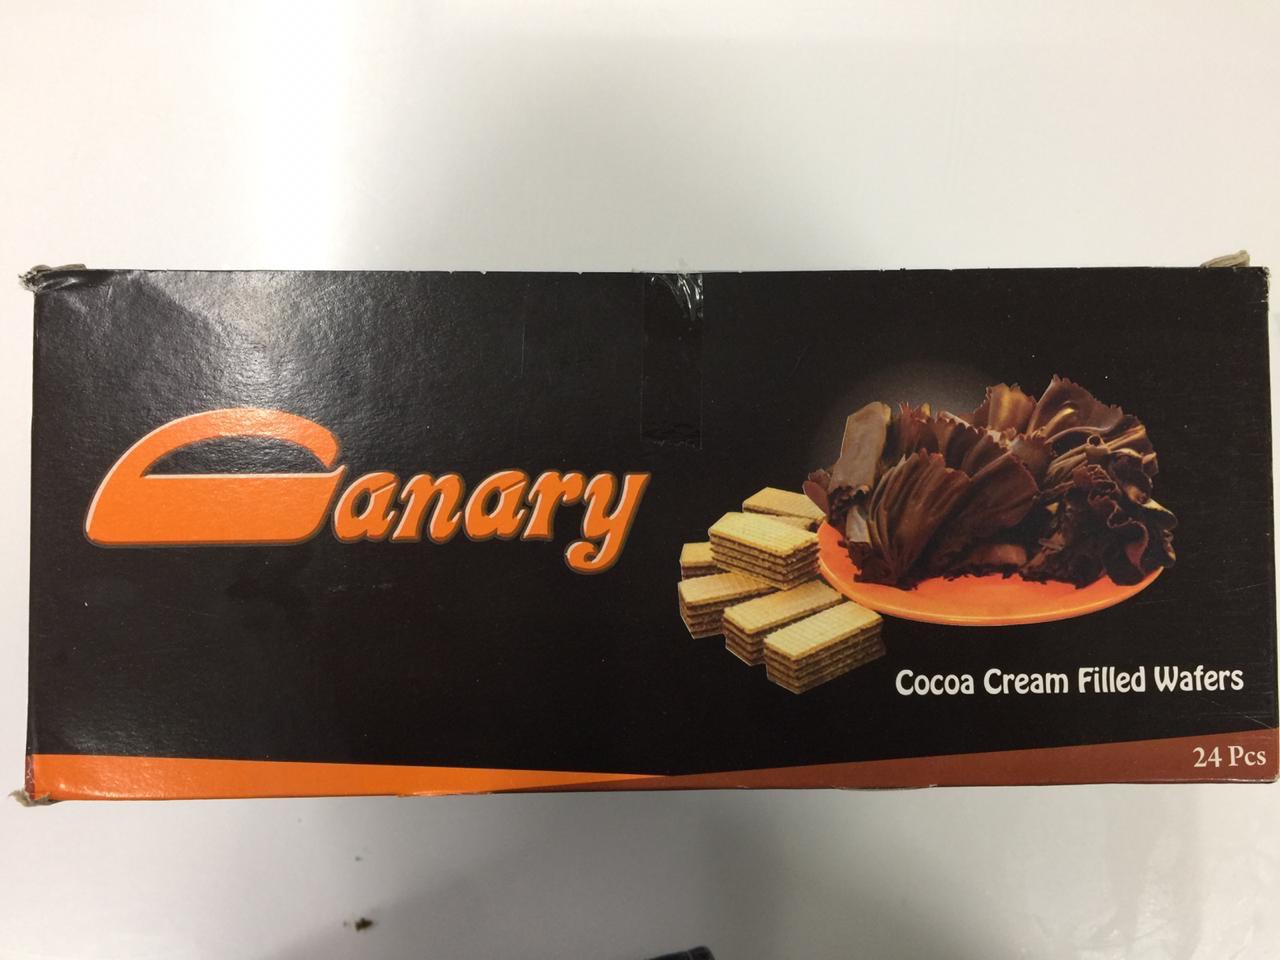 Canary
Cocoa Cream Filled Wafers
24 Pcs